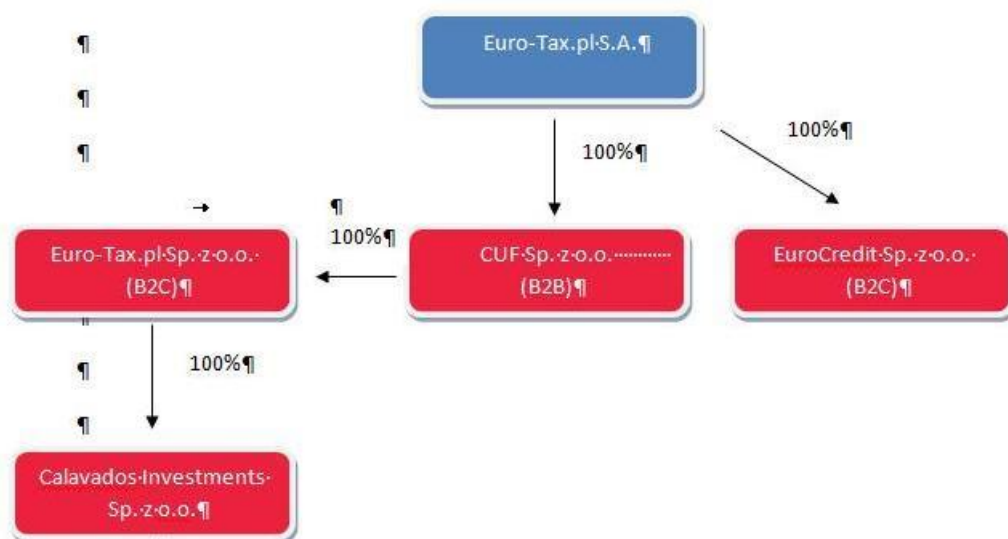 ¶
Euro-Tax.pl·S.A.¶
¶
¶
100%¶
100%¶
→ ¶
100%¶
Euro-Tax.pl·Sp.·z·o.o.·
(B2C)¶
CUF·Sp.·z·o.o.·············
(B2B)¶
EuroCredit·Sp.·z·o.o.·
(B2C)¶
¶
¶
100%¶
¶
Calavados·Investments·
Sp.·z·o.o.¶